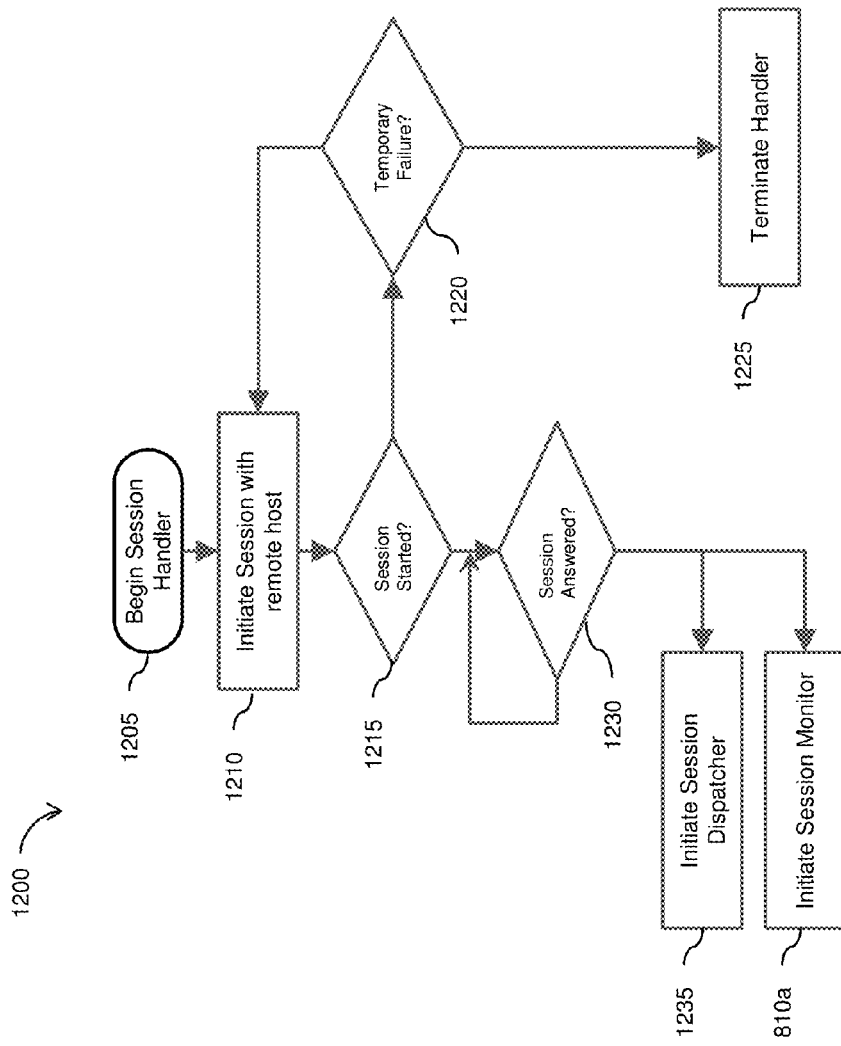 1200
1205
Begin Session
Handler
1210
Initiate Session with
remote host
1215
Session
Started?
1220
Temporary
Failure?
1225
Terminate Handler
1230
Session
Answered?
1235
Initiate Session
Dispatcher
810a
Initiate Session Monitor